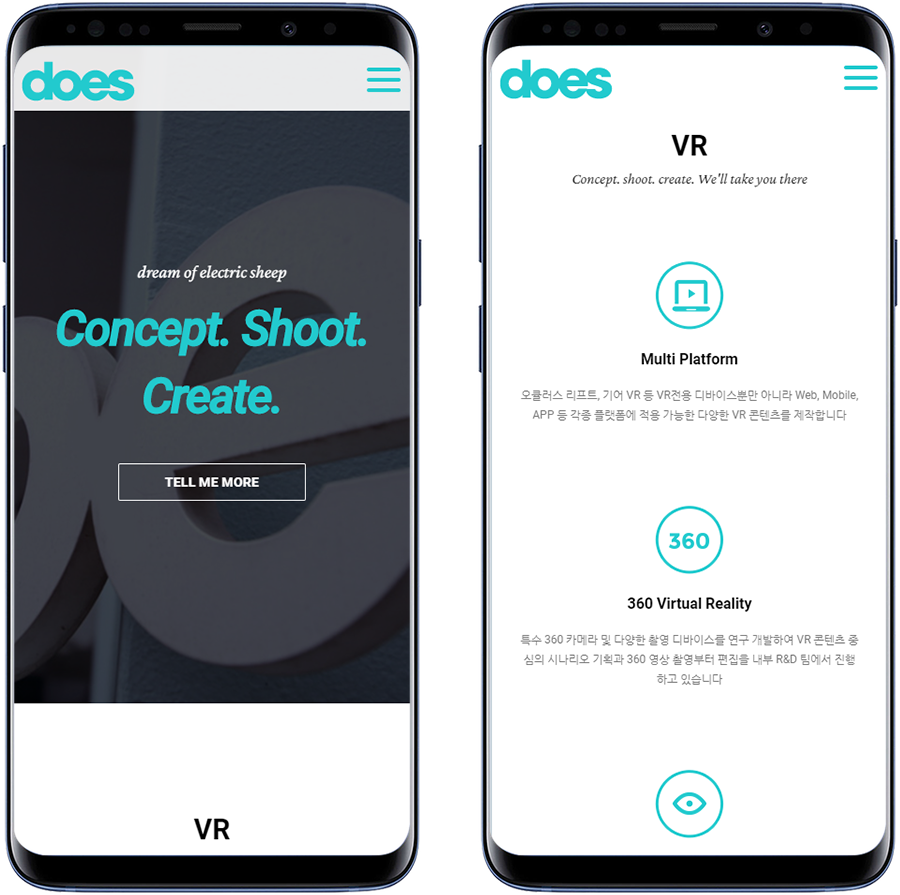 does
dream of electric sheep
Concept. Shoot.
Create.
TELL ME MORE
VR
does
VR
Concept. shoot. create. We'll take you there
Multi Platform
오큘러스 리프트, 기어 VR 등 VR전용 디바이스뿐만 아니라 Web, Mobile,
APP 등 각종 플랫폼에 적용 가능한 다양한 VR 콘텐츠를 제작합니다
360
360 Virtual Reality
특수 360 카메라 및 다양한 촬영 디바이스를 연구 개발하여 VR 콘텐츠 중
심의 시나리오 기획과 360 영상 촬영부터 편집을 내부 R&D 팀에서 진행
하고 있습니다